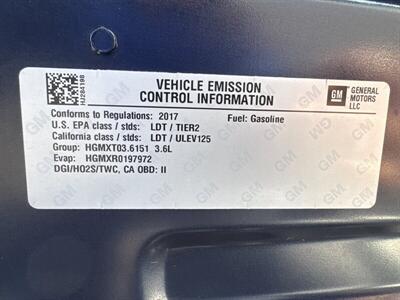 VEHICLE EMISSION
CONTROL INFORMATION
GM
GENERAL
MOTORS
LLC
Conforms to Regulations: 2017 Fuel: Gasoline
U.S. EPA class / stds: LDT / TIER2
California class / stds: LDT / ULEV125
Group: HGMXT03.6151 3.6L
Evap: HGMXR0197972
DGI/HO2S/TWC, CA OBD: II